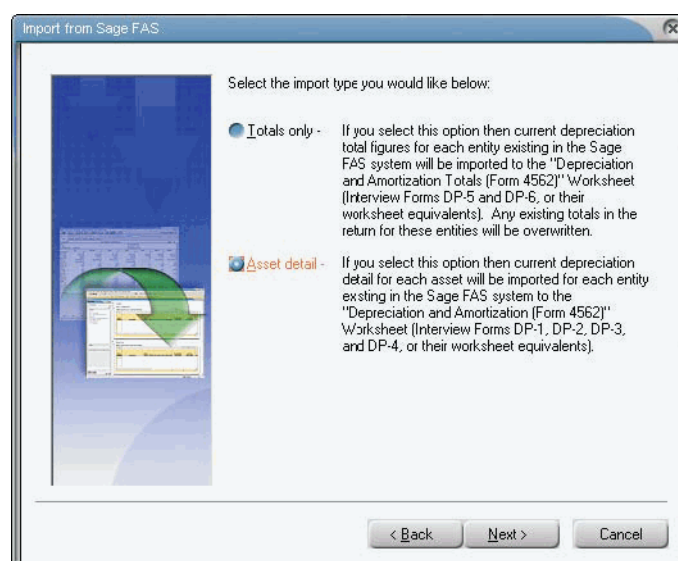 Import from Sage FAS
Select the import type you would like below:
Totals only - If you select this option then current depreciation
total figures for each entity existing in the Sage
FAS system will be imported to the "Depreciation
and Amortization Totals (Form 4562)" Worksheet
(Interview Forms DP-5 and DP-6, or their
worksheet equivalents). Any existing totals in the
return for these entities will be overwritten.
Asset detail - If you select this option then current depreciation
detail for each asset will be imported for each entity
existing in the Sage FAS system to the
"Depreciation and Amortization (Form 4562)"
Worksheet (Interview Forms DP-1, DP-2, DP-3,
and DP-4, or their worksheet equivalents).
< Back Next > Cancel